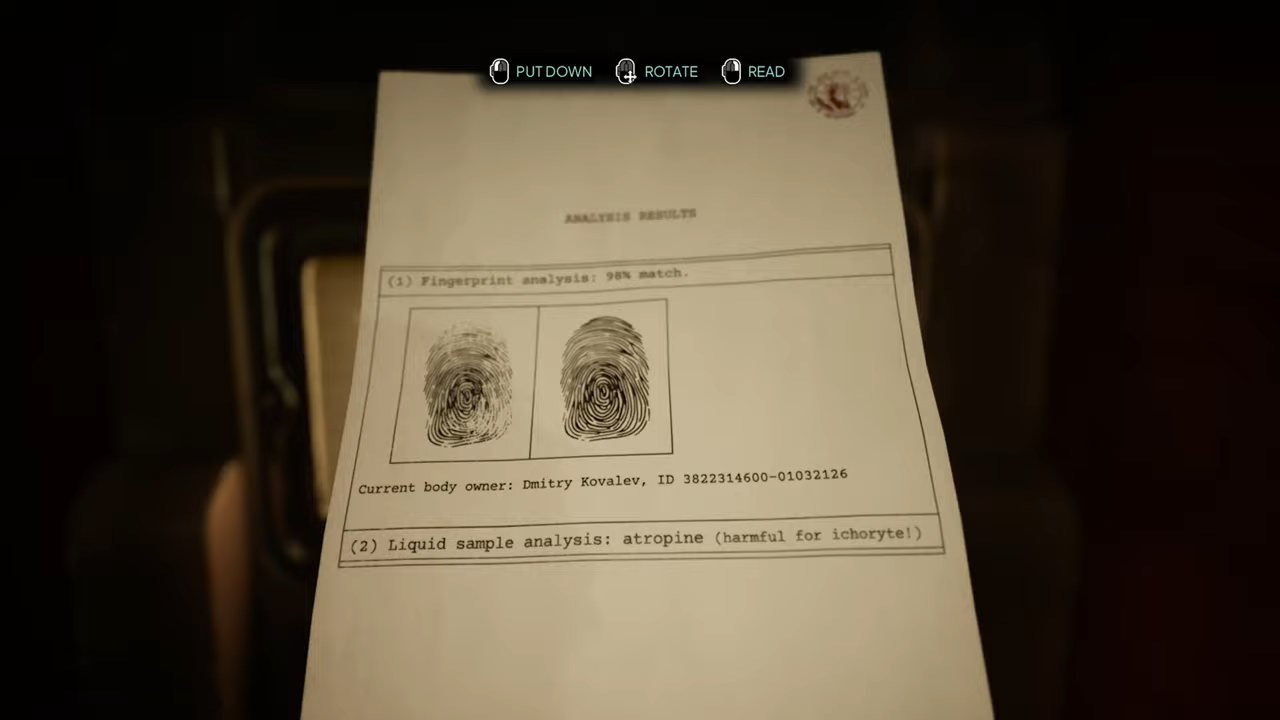 PUT DOWN ROTATE READ
ANALYSIS RESULTS
(1) Fingerprint analysis: 98% match.
Current body owner: Dmitry Kovalev, ID 3822314600-01032126
(2) Liquid sample analysis: atropine (harmful for ichoryte!)